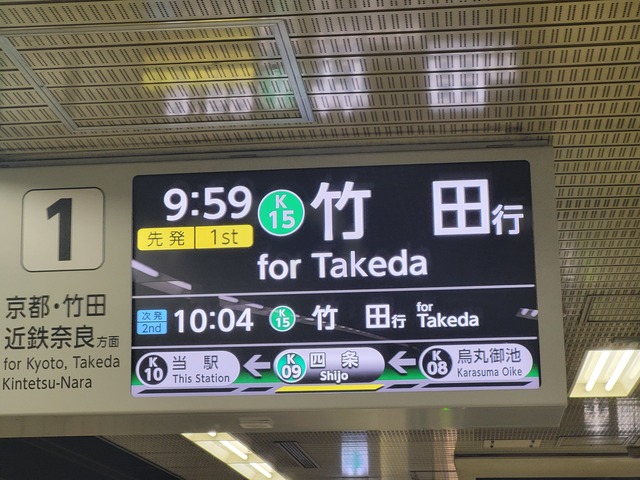 1
京都・竹田
近鉄奈良方面
for Kyoto, Takeda
Kintetsu-Nara
9:59 K 15 竹 田行
先発 1st
for Takeda
次発 2nd 10:04 K 15 竹 田行 for Takeda
K 10 当駅 This Station K 09 四条 Shijo K 08 烏丸御池 Karasuma Oike